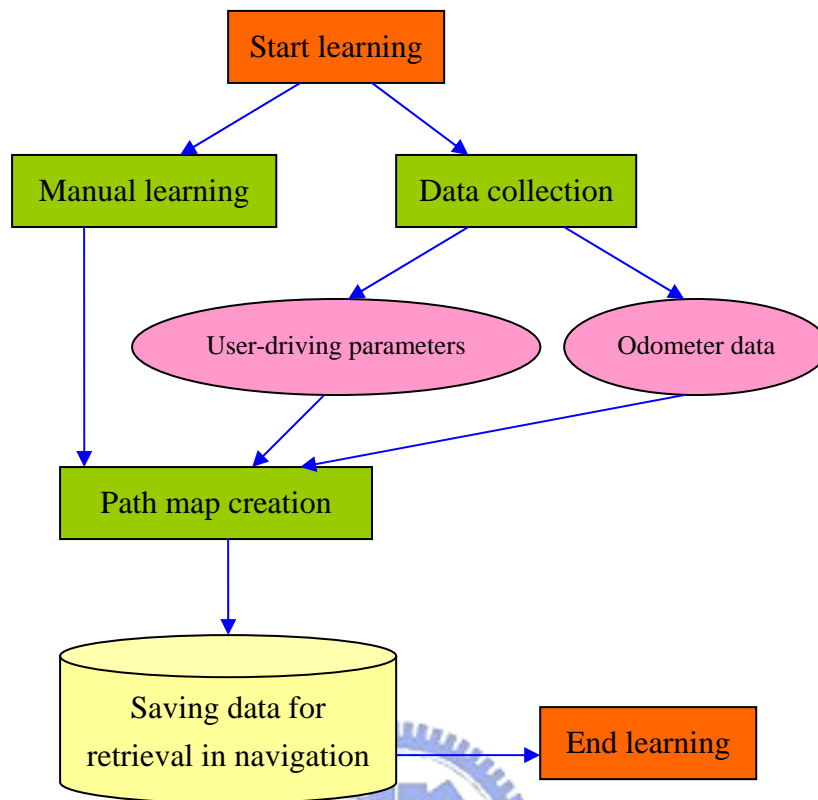 Start learning
Manual learning
Data collection
User-driving parameters
Odometer data
Path map creation
Saving data for
retrieval in navigation
End learning